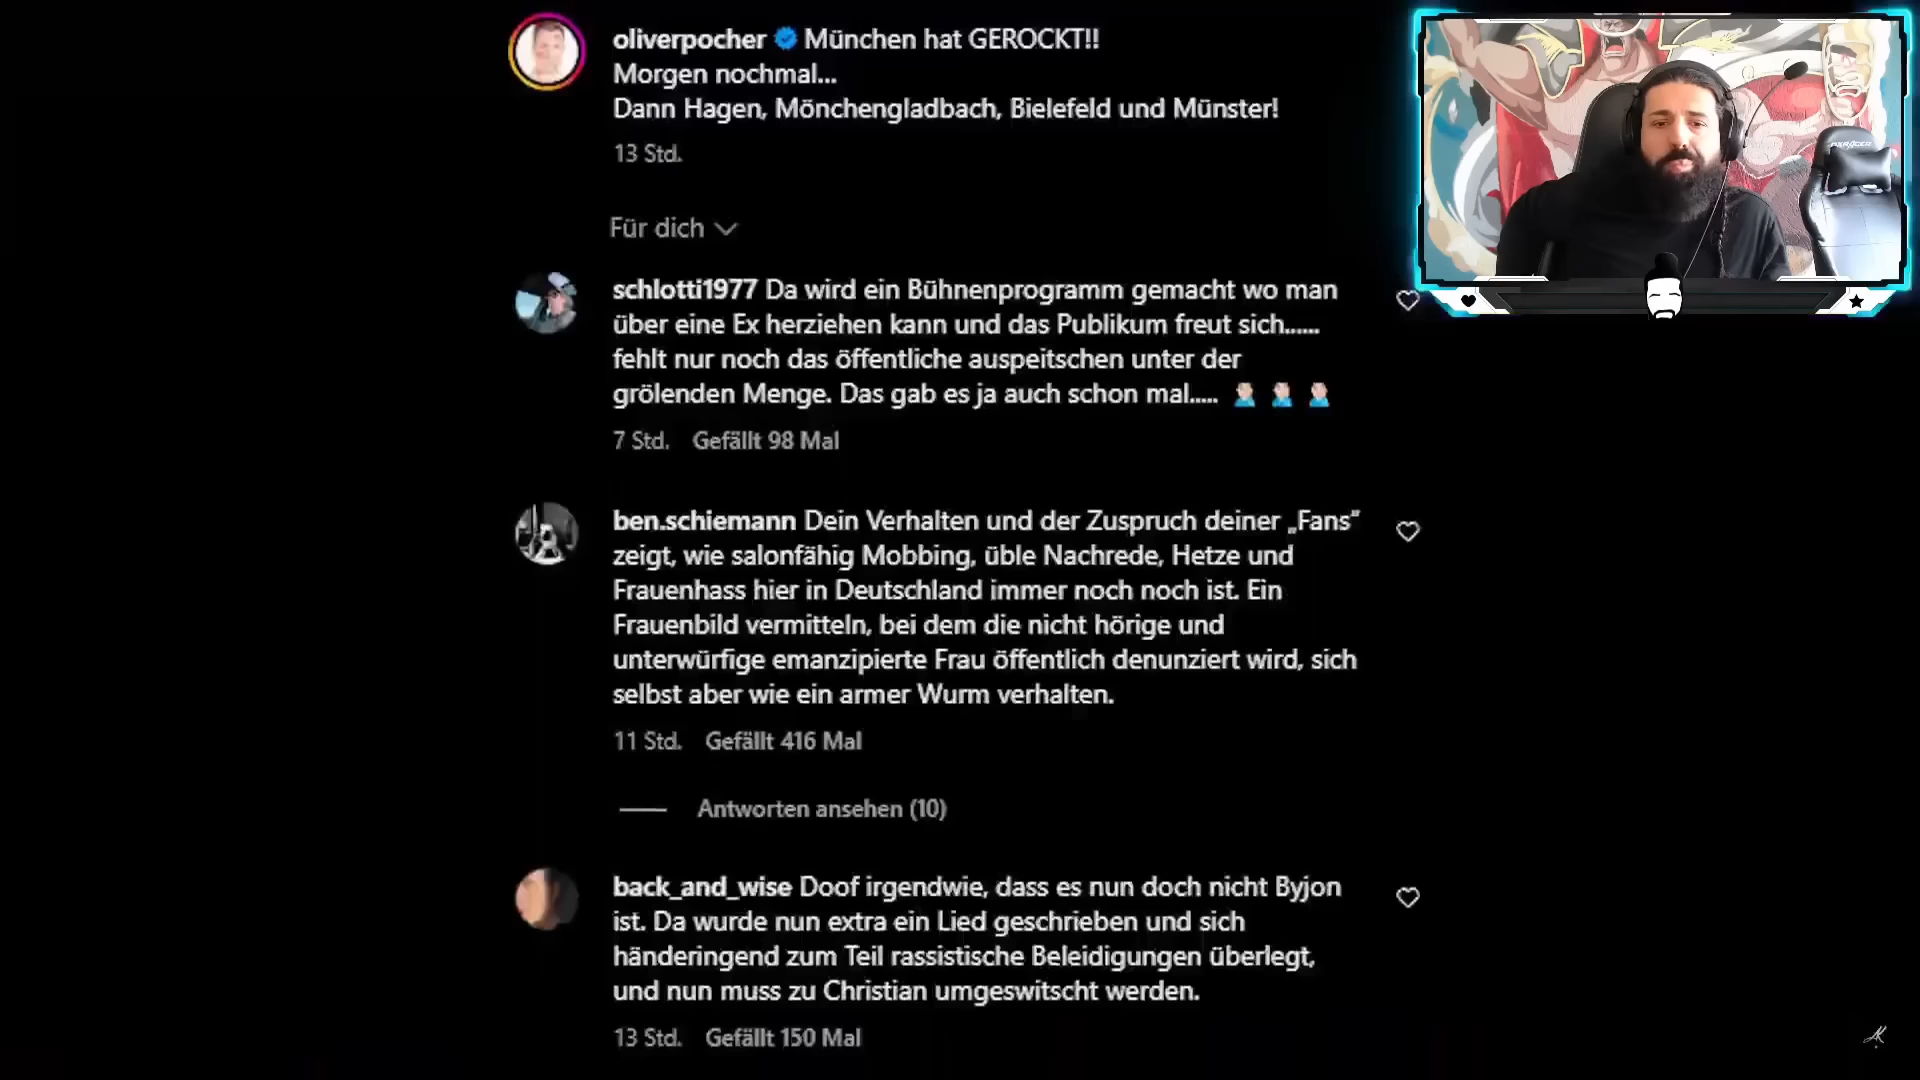 oliverpocher München hat GEROCKT!!
Morgen nochmal...
Dann Hagen, Mönchengladbach, Bielefeld und Münster!
13 Std.
Für dich
schlotti1977 Da wird ein Bühnenprogramm gemacht wo man
über eine Ex herziehen kann und das Publikum freut sich......
fehlt nur noch das öffentliche auspeitschen unter der
grölenden Menge. Das gab es ja auch schon mal.....
7 Std. Gefällt 98 Mal
ben.schiemann Dein Verhalten und der Zuspruch deiner „Fans“
zeigt, wie salonfähig Mobbing, üble Nachrede, Hetze und
Frauenhass hier in Deutschland immer noch noch ist. Ein
Frauenbild vermitteln, bei dem die nicht hörige und
unterwürfige emanzipierte Frau öffentlich denunziert wird, sich
selbst aber wie ein armer Wurm verhalten.
11 Std. Gefällt 416 Mal
Antworten ansehen (10)
back_and_wise Doof irgendwie, dass es nun doch nicht Byjon
ist. Da wurde nun extra ein Lied geschrieben und sich
händeringend zum Teil rassistische Beleidigungen überlegt,
und nun muss zu Christian umgeswitscht werden.
13 Std. Gefällt 150 Mal